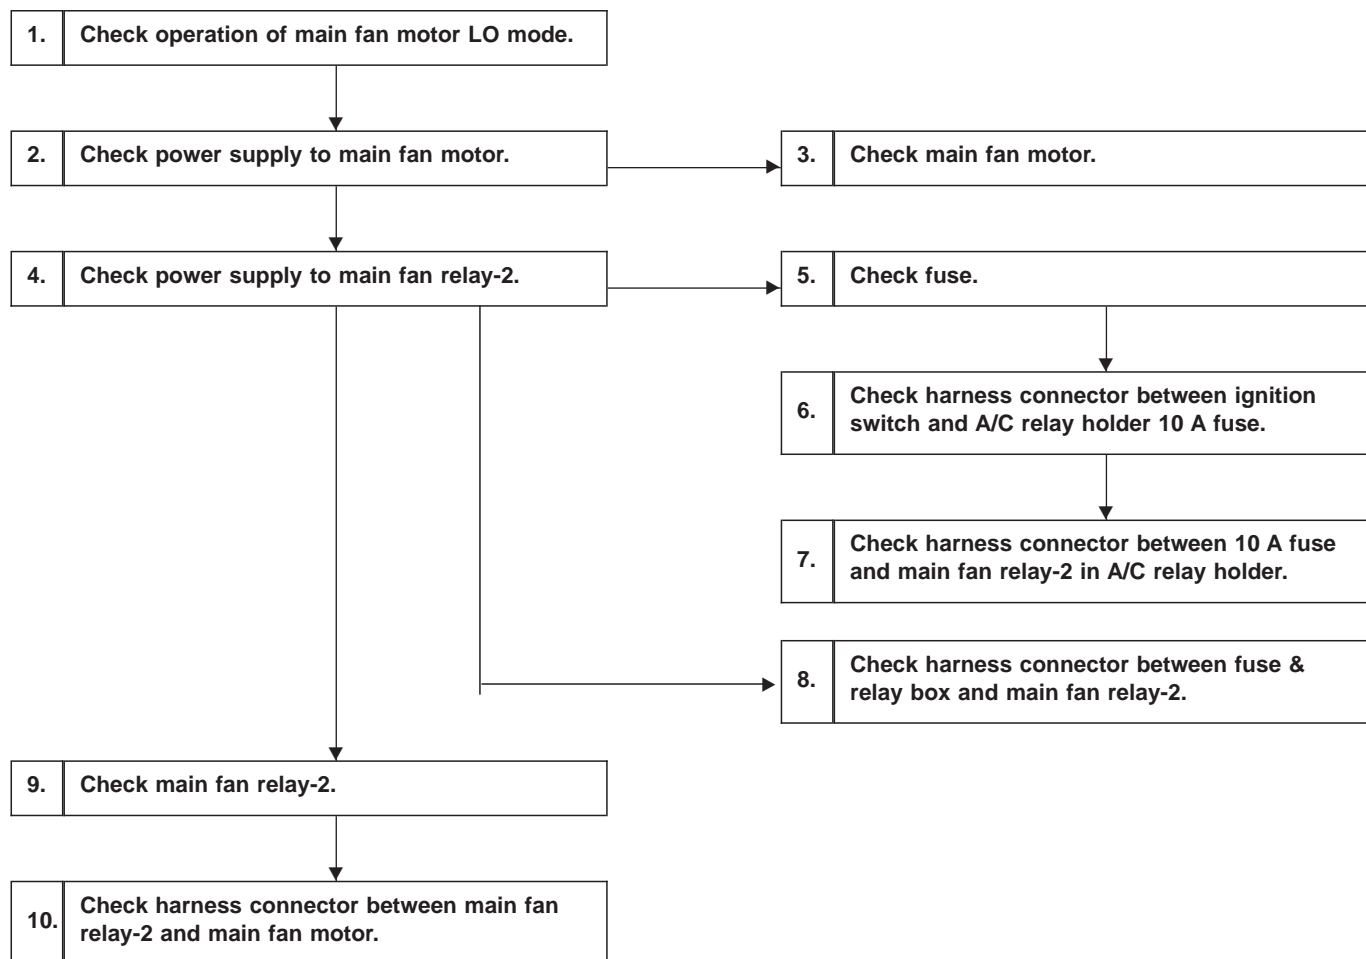 1. Check operation of main fan motor LO mode.
2. Check power supply to main fan motor.
3. Check main fan motor.
4. Check power supply to main fan relay-2.
5. Check fuse.
6. Check harness connector between ignition
switch and A/C relay holder 10 A fuse.
7. Check harness connector between 10 A fuse
and main fan relay-2 in A/C relay holder.
8. Check harness connector between fuse &
relay box and main fan relay-2.
9. Check main fan relay-2.
10. Check harness connector between main fan
relay-2 and main fan motor.